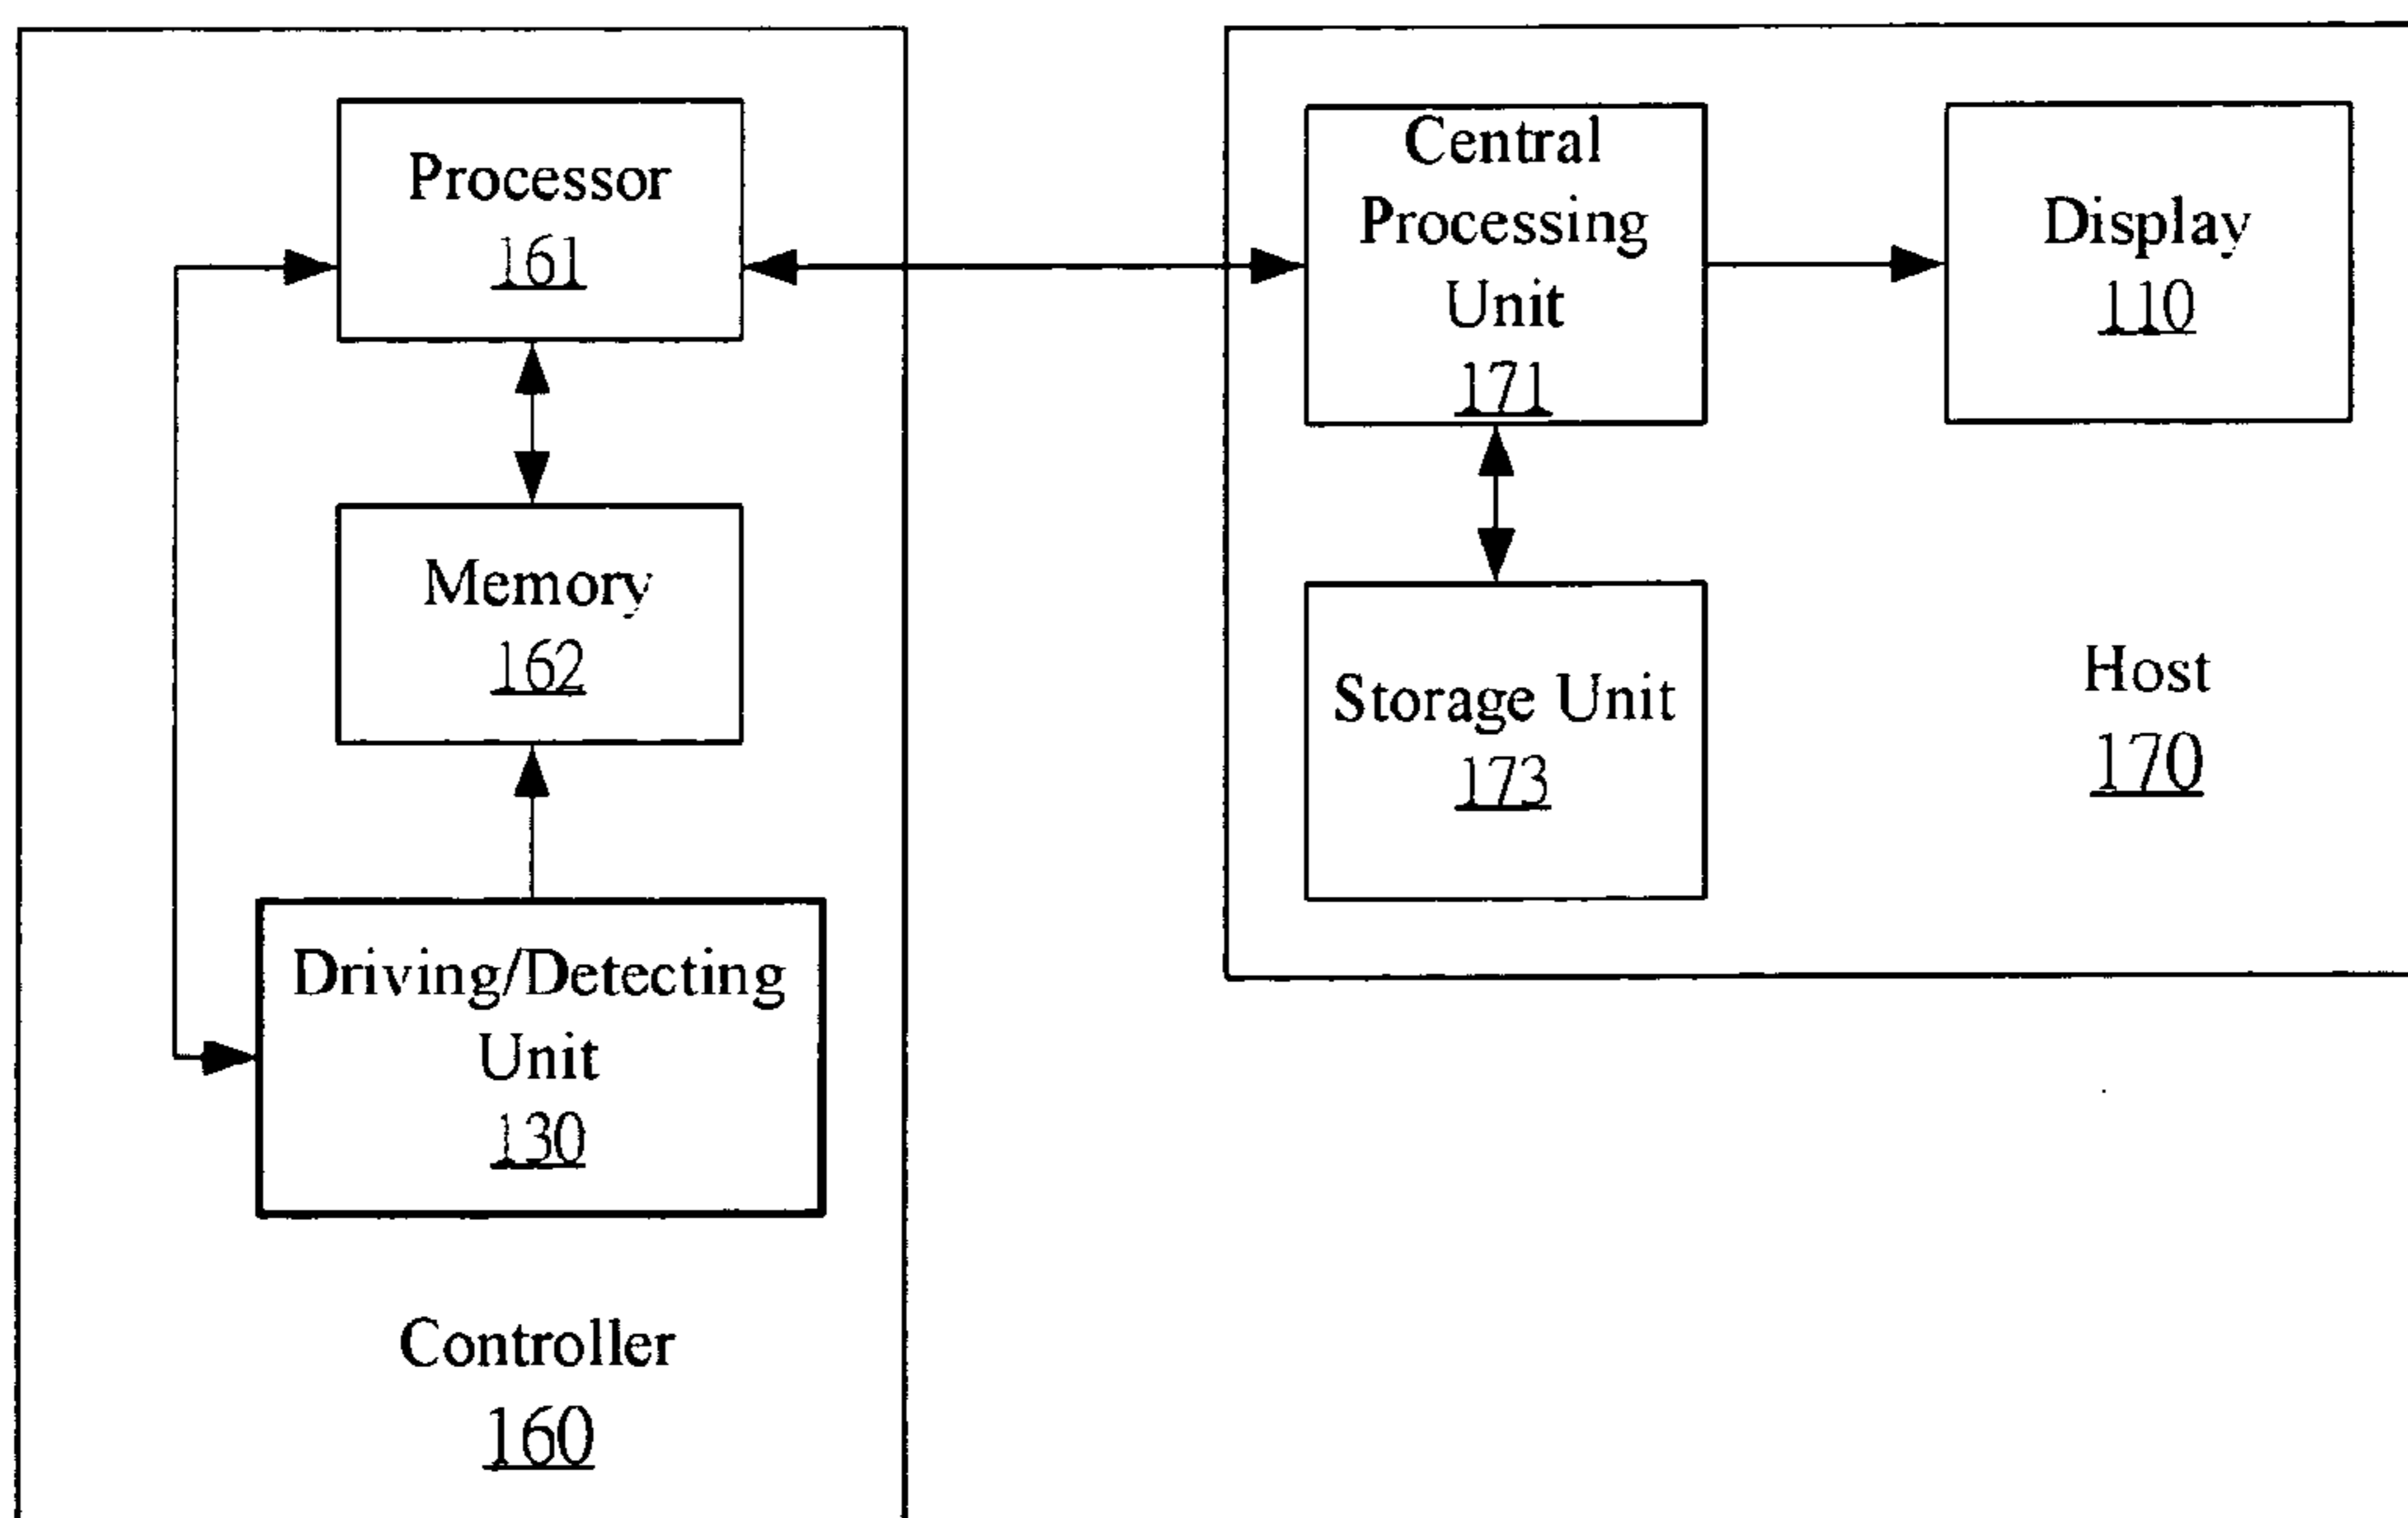 Processor
161
Memory
162
Driving/Detecting
Unit
130
Controller
160
Central
Processing
Unit
171
Storage Unit
173
Display
110
Host
170